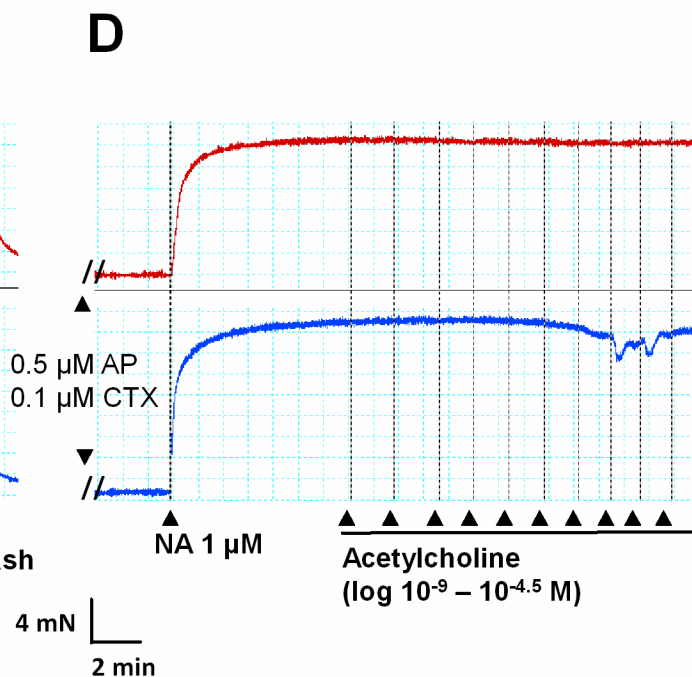 D
//
0.5 µM AP
0.1 µM CTX
//
NA 1 µM
sh
Acetylcholine
(log 10⁻⁹ – 10⁻⁴·⁵ M)
4 mN
2 min